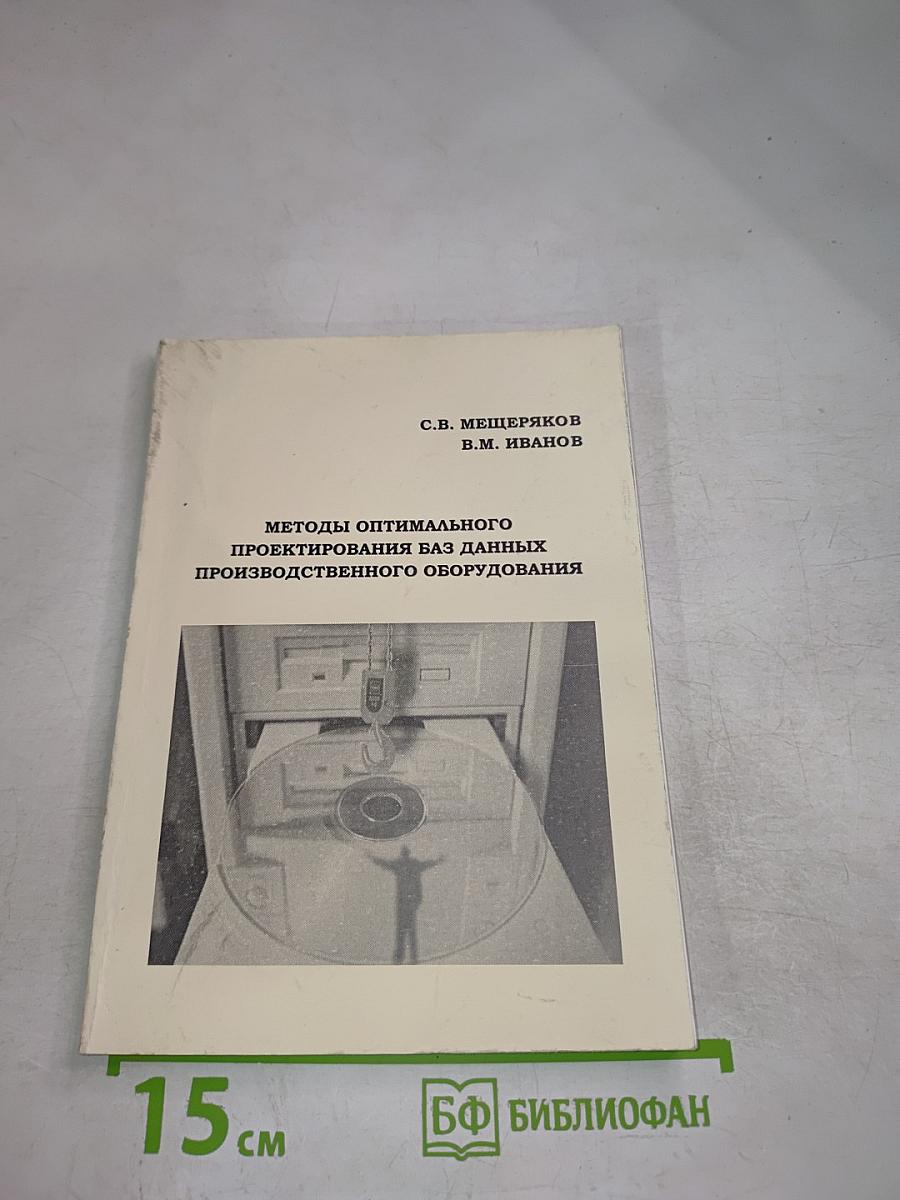 С.В. МЕЩЕРЯКОВ
В.М. ИВАНОВ
МЕТОДЫ ОПТИМАЛЬНОГО
ПРОЕКТИРОВАНИЯ БАЗ ДАННЫХ
ПРОИЗВОДСТВЕННОГО ОБОРУДОВАНИЯ
15 см
БФ БИБЛИОФАН